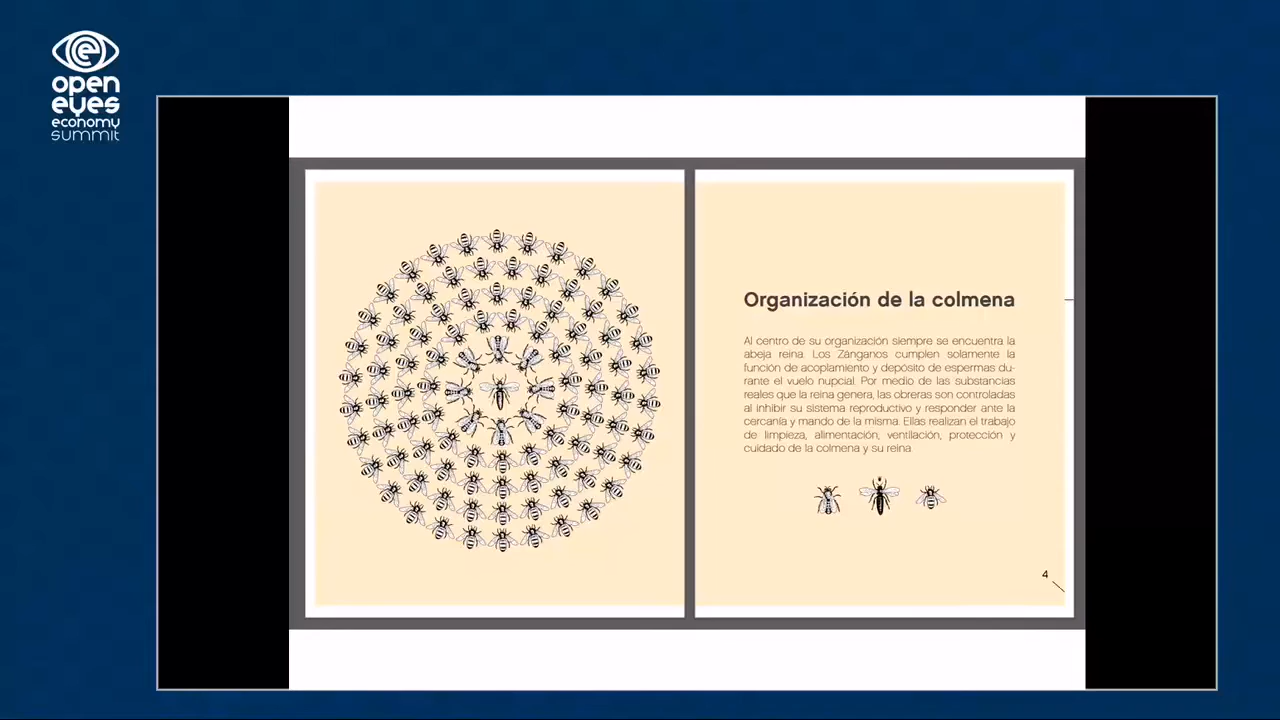 open
eyes
economy
summit
Organización de la colmena
Al centro de su organización siempre se encuentra la
abeja reina. Los Zánganos cumplen solamente la
función de acoplamiento y depósito de espermas du-
rante el vuelo nupcial. Por medio de las substancias
reales que la reina genera, las obreras son controladas
al inhibir su sistema reproductivo y responder ante la
cercanía y mando de la misma. Ellas realizan el trabajo
de limpieza, alimentación, ventilación, protección y
cuidado de la colmena y su reina.
4